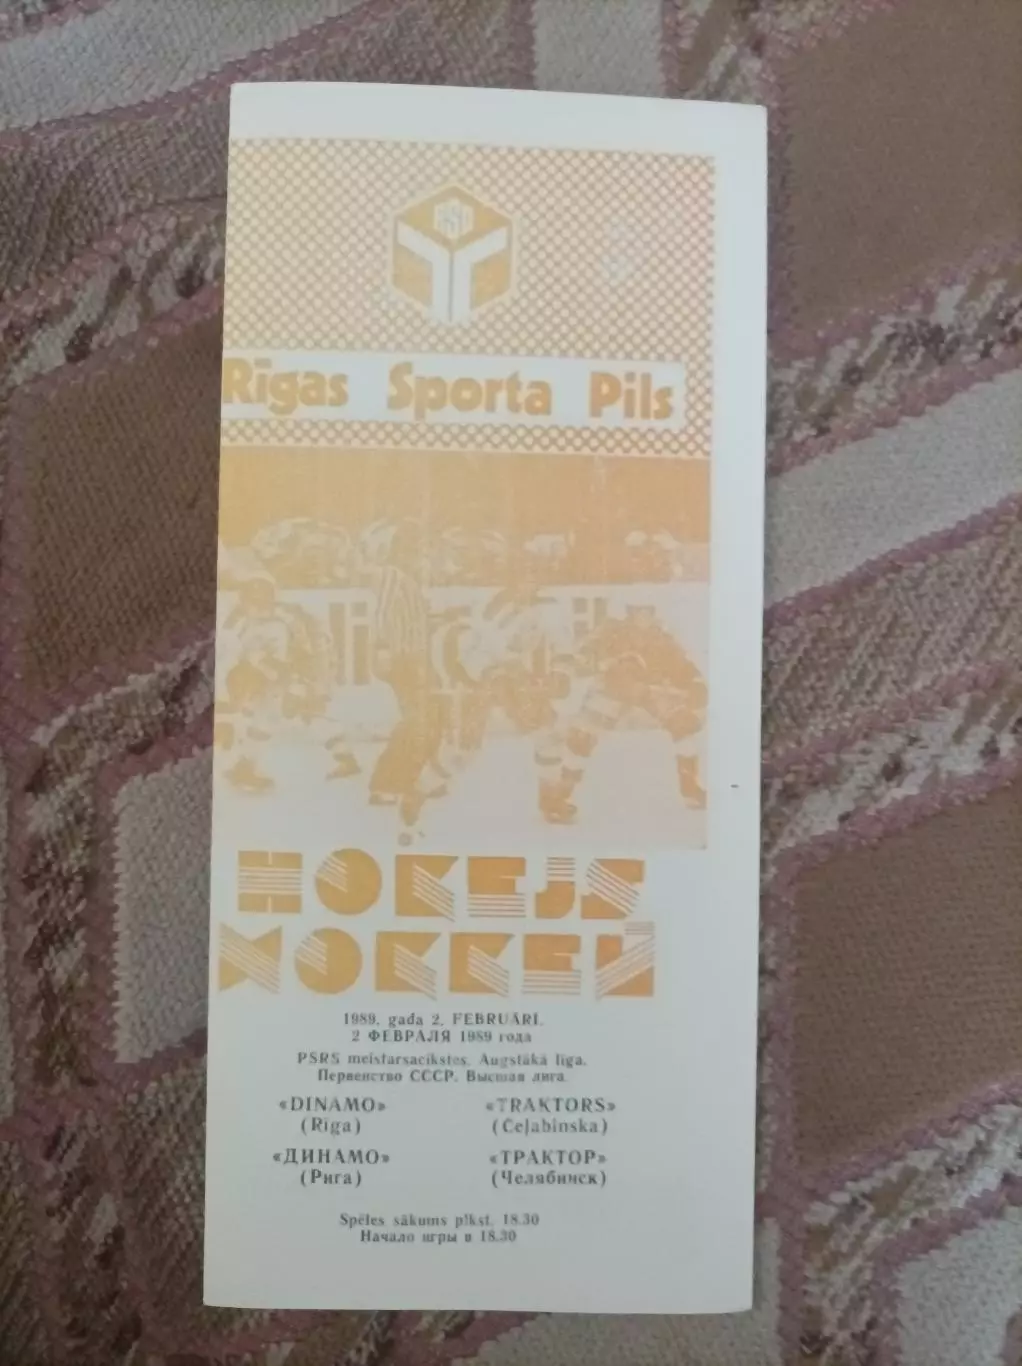 Rīgas Sporta Pils
HOKEJS
ХОККЕЙ
1989. gada 2. FEBRUĀRĪ.
2 ФЕВРАЛЯ 1989 года
PSRS meistarsacīkstes. Augstākā līga.
Первенство СССР. Высшая лига.
«DINAMO» «TRAKTORS»
(Rīga) (Čeļabinska)
«ДИНАМО» «ТРАКТОР»
(Рига) (Челябинск)
Spēles sākums plkst. 18.30
Начало игры в 18.30